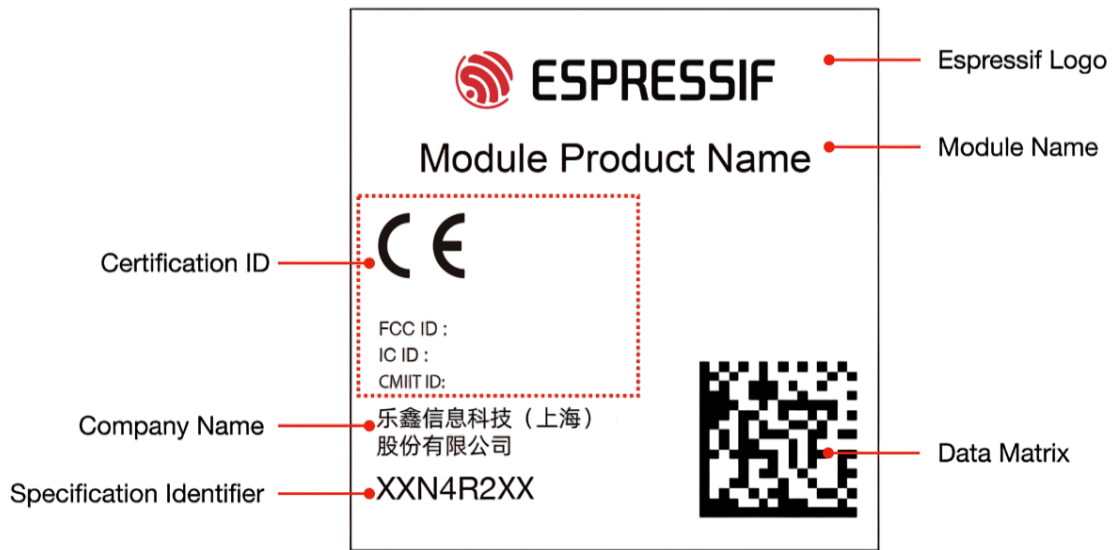 ESPRESSIF
Espressif Logo
Module Product Name
Module Name
CE
Certification ID
FCC ID :
IC ID :
CMIIT ID:
Company Name
乐鑫信息科技（上海）
股份有限公司
Data Matrix
Specification Identifier
XXN4R2XX